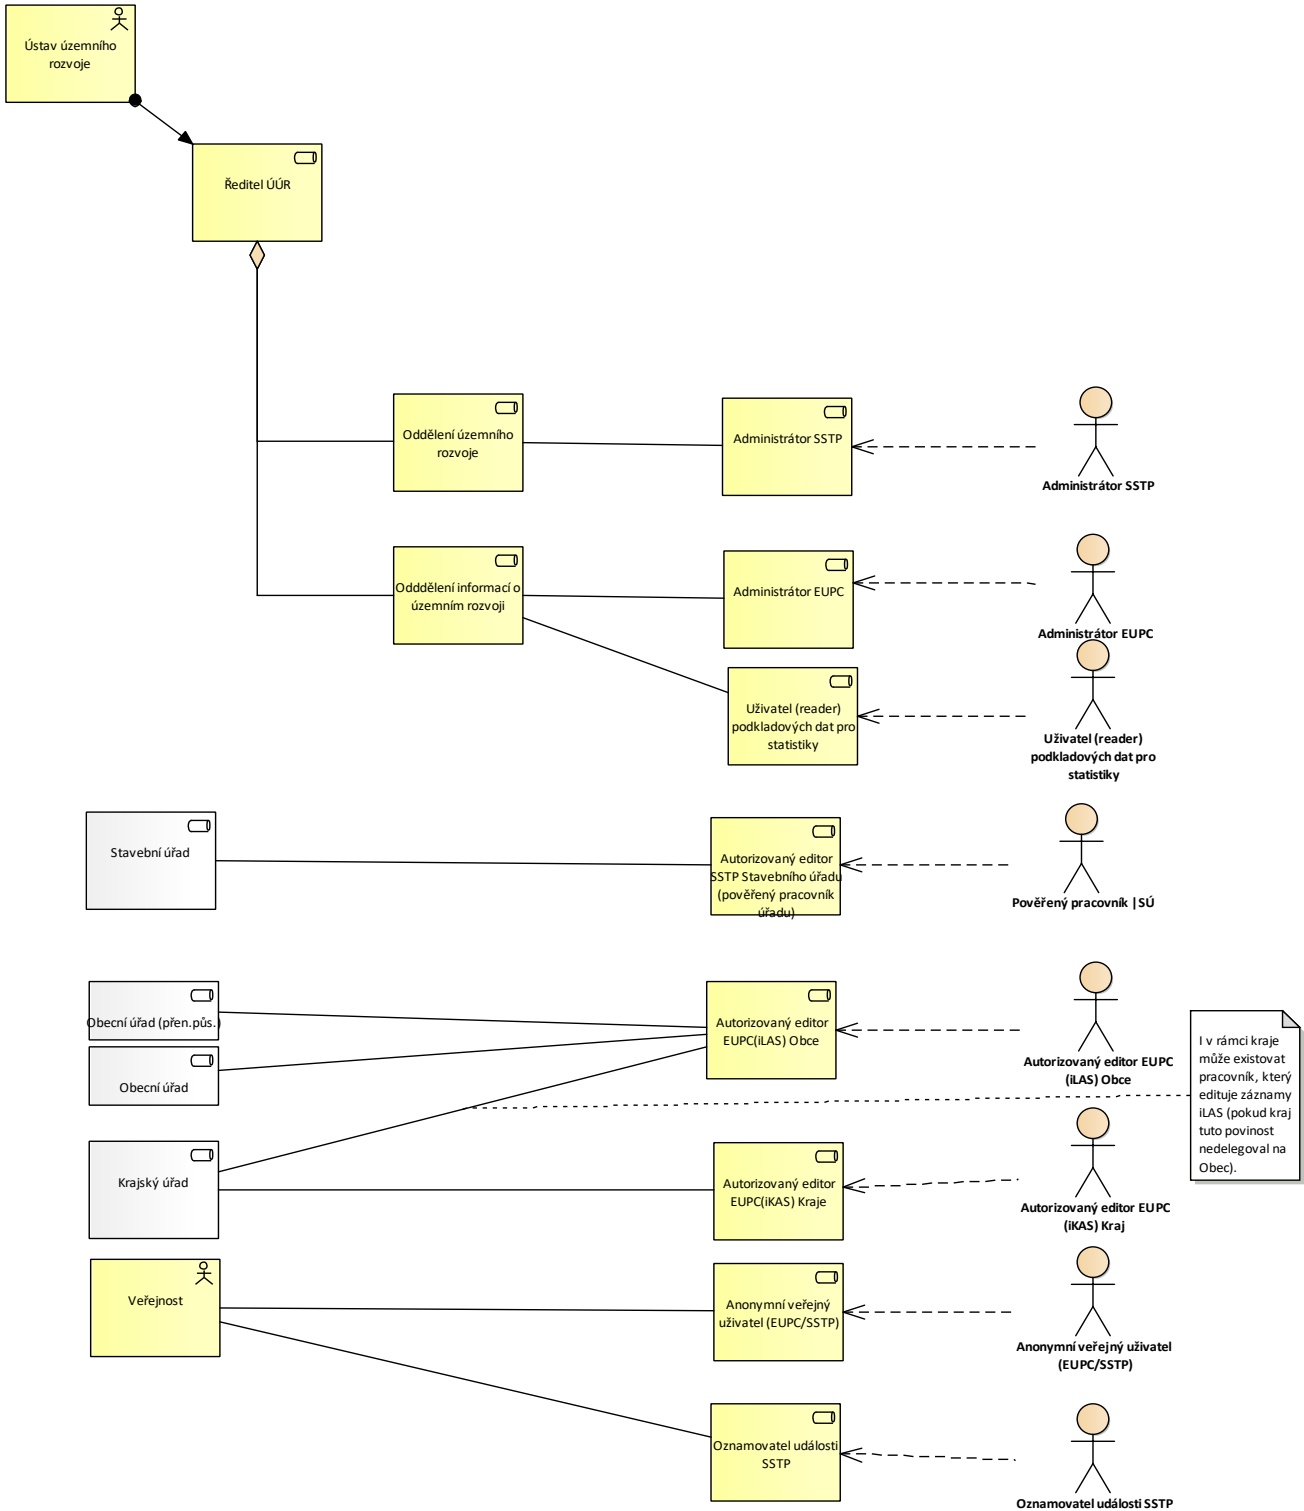 Ústav územního
rozvoje
Ředitel ÚÚR
Oddělení územního
rozvoje
Administrátor SSTP
Administrátor SSTP
Odddělení informací o
územním rozvoji
Administrátor EUPC
Administrátor EUPC
Uživatel (reader)
podkladových dat pro
statistiky
Uživatel (reader)
podkladových dat pro
statistiky
Stavební úřad
Autorizovaný editor
SSTP Stavebního úřadu
(pověřený pracovník
úřadu)
Pověřený pracovník |SÚ
Obecní úřad (přen.půs.)
Obecní úřad
Autorizovaný editor
EUPC(iLAS) Obce
Autorizovaný editor EUPC
(iLAS) Obce
I v rámci kraje
může existovat
pracovník, který
edituje záznamy
iLAS (pokud kraj
tuto povinost
nedelegoval na
Obec).
Krajský úřad
Autorizovaný editor
EUPC(iKAS) Kraje
Autorizovaný editor EUPC
(iKAS) Kraj
Veřejnost
Anonymní veřejný
uživatel (EUPC/SSTP)
Anonymní veřejný uživatel
(EUPC/SSTP)
Oznamovatel události
SSTP
Oznamovatel události SSTP